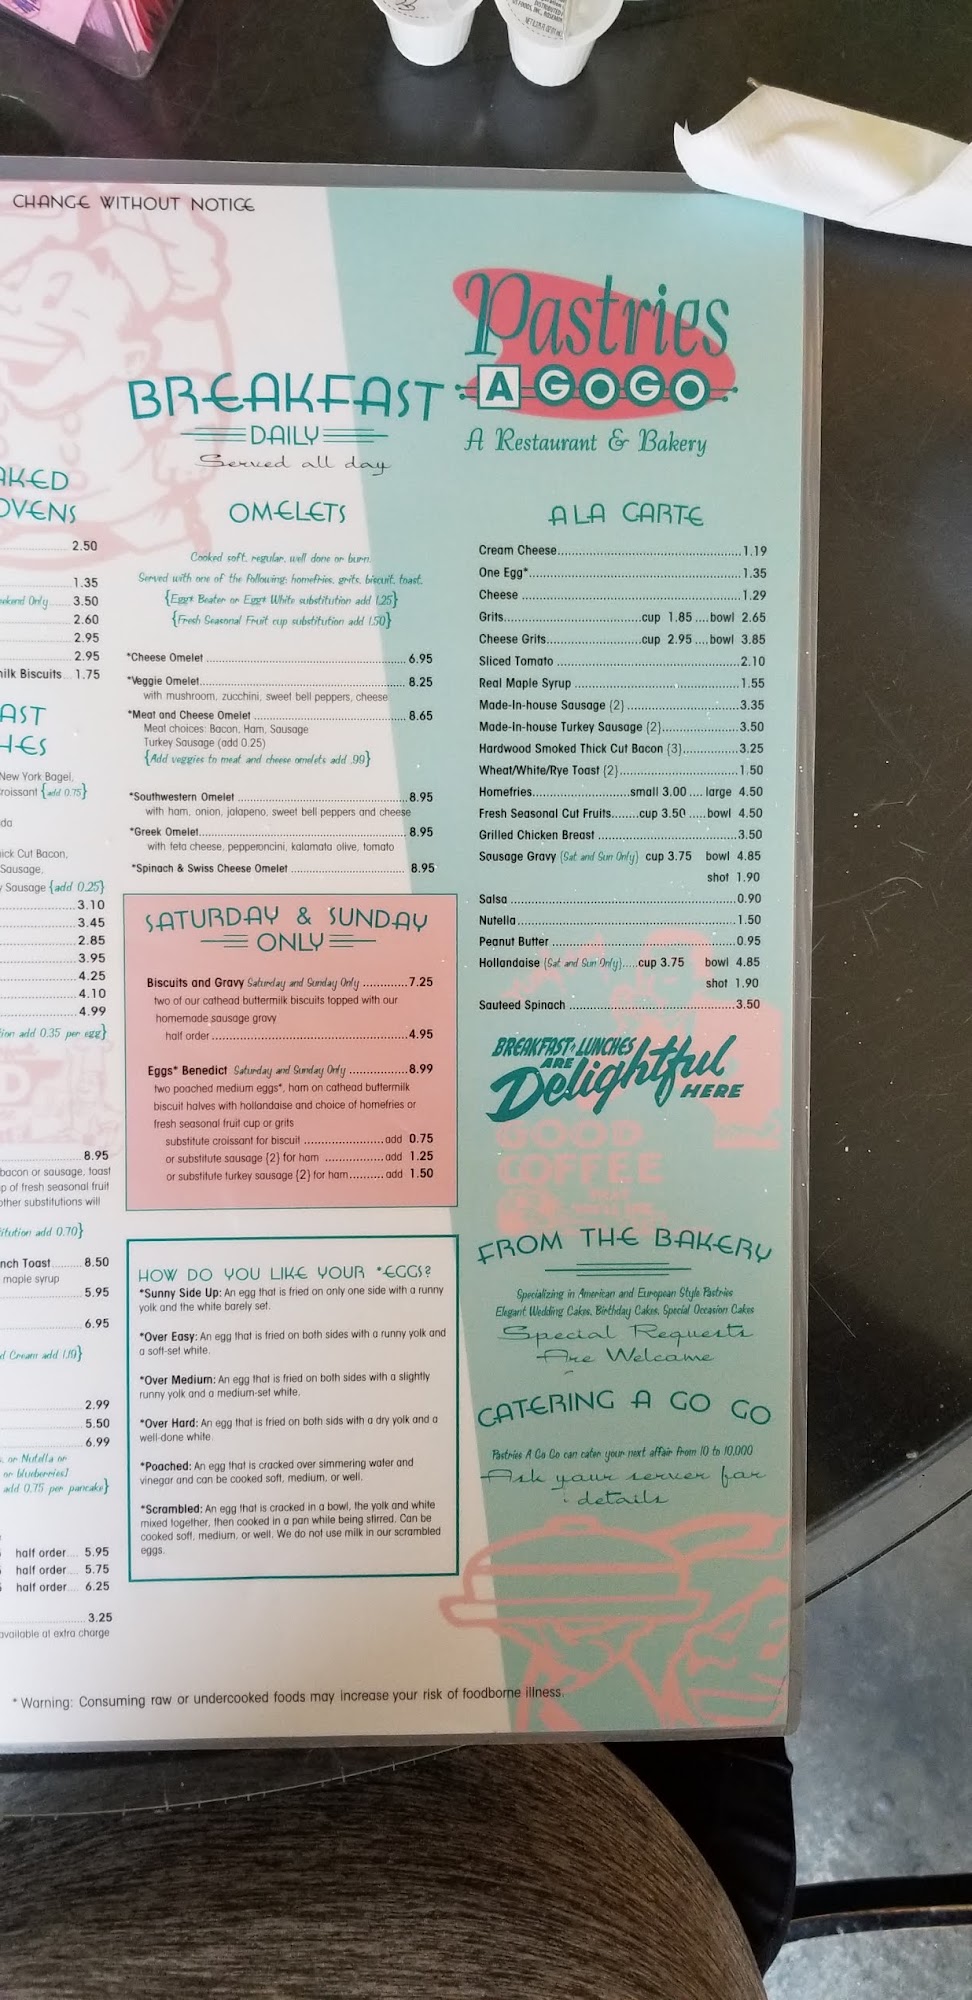 CHANGE WITHOUT NOTICE
AKED
OVENS
2.50
1.35
Only 3.50
2.60
2.95
2.95
Biscuits 1.75
AST
HES
New York Bagel,
{add 0.75}
Thick Cut Bacon,
Sausage,
Sausage {add 0.25}
3.10
3.45
2.85
3.95
4.25
4.10
4.99
add 0.35 per egg}
8.95
bacon or sausage, toast
of fresh seasonal fruit
other substitutions will
add 0.70}
Toast 8.50
maple syrup
5.95
6.95
Cream add 1.19}
2.99
5.50
6.99
or Nutella or
or blueberries)
add 0.75 per pancake}
half order 5.95
half order 5.75
half order 6.25
3.25
available at extra charge
BREAKFAST
DAILY
Served all day
OMELETS
Cooked soft, regular, well done or burn.
Served with one of the following: homefries, grits, biscuit, toast.
{Egg* Beater or Egg* White substitution add 1.25}
{Fresh Seasonal Fruit cup substitution add 1.50}
*Cheese Omelet 6.95
*Veggie Omelet 8.25
with mushroom, zucchini, sweet bell peppers, cheese
*Meat and Cheese Omelet 8.65
Meat choices: Bacon, Ham, Sausage
Turkey Sausage (add 0.25)
{Add veggies to meat and cheese omelets add .99}
*Southwestern Omelet 8.95
with ham, onion, jalapeno, sweet bell peppers and cheese
*Greek Omelet 8.95
with feta cheese, pepperoncini, kalamata olive, tomato
*Spinach & Swiss Cheese Omelet 8.95
SATURDAY & SUNDAY
ONLY
Biscuits and Gravy Saturday and Sunday Only 7.25
two of our cathead buttermilk biscuits topped with our
homemade sausage gravy
half order 4.95
Eggs* Benedict Saturday and Sunday Only 8.99
two poached medium eggs*, ham on cathead buttermilk
biscuit halves with hollandaise and choice of homefries or
fresh seasonal fruit cup or grits
substitute croissant for biscuit add 0.75
or substitute sausage (2) for ham add 1.25
or substitute turkey sausage (2) for ham add 1.50
HOW DO YOU LIKE YOUR *EGGS?
*Sunny Side Up: An egg that is fried on only one side with a runny
yolk and the white barely set.
*Over Easy: An egg that is fried on both sides with a runny yolk and
a soft-set white.
*Over Medium: An egg that is fried on both sides with a slightly
runny yolk and a medium-set white.
*Over Hard: An egg that is fried on both sids with a dry yolk and a
well-done white.
*Poached: An egg that is cracked over simmering water and
vinegar and can be cooked soft, medium, or well.
*Scrambled: An egg that is cracked in a bowl, the yolk and white
mixed together, then cooked in a pan while being stirred. Can be
cooked soft, medium, or well. We do not use milk in our scrambled
eggs.
Pastries
A GOGO
A Restaurant & Bakery
A LA CARTE
Cream Cheese 1.19
One Egg* 1.35
Cheese 1.29
Grits cup 1.85 bowl 2.65
Cheese Grits cup 2.95 bowl 3.85
Sliced Tomato 2.10
Real Maple Syrup 1.55
Made-In-house Sausage (2) 3.35
Made-In-house Turkey Sausage (2) 3.50
Hardwood Smoked Thick Cut Bacon (3) 3.25
Wheat/White/Rye Toast (2) 1.50
Homefries small 3.00 large 4.50
Fresh Seasonal Cut Fruits cup 3.50 bowl 4.50
Grilled Chicken Breast 3.50
Sausage Gravy (Sat and Sun Only) cup 3.75 bowl 4.85
shot 1.90
Salsa 0.90
Nutella 1.50
Peanut Butter 0.95
Hollandaise (Sat and Sun Only) cup 3.75 bowl 4.85
shot 1.90
Sauteed Spinach 3.50
BREAKFAST & LUNCHES
ARE
Delightful
HERE
GOOD
COFFEE
FROM THE BAKERY
Specializing in American and European Style Pastries
Elegant Wedding Cakes, Birthday Cakes, Special Occasion Cakes
Special Requests
Are Welcome
CATERING A GO GO
Pastries A Go Go can cater your next affair from 10 to 10,000
Ask your server for
details
* Warning: Consuming raw or undercooked foods may increase your risk of foodborne illness.